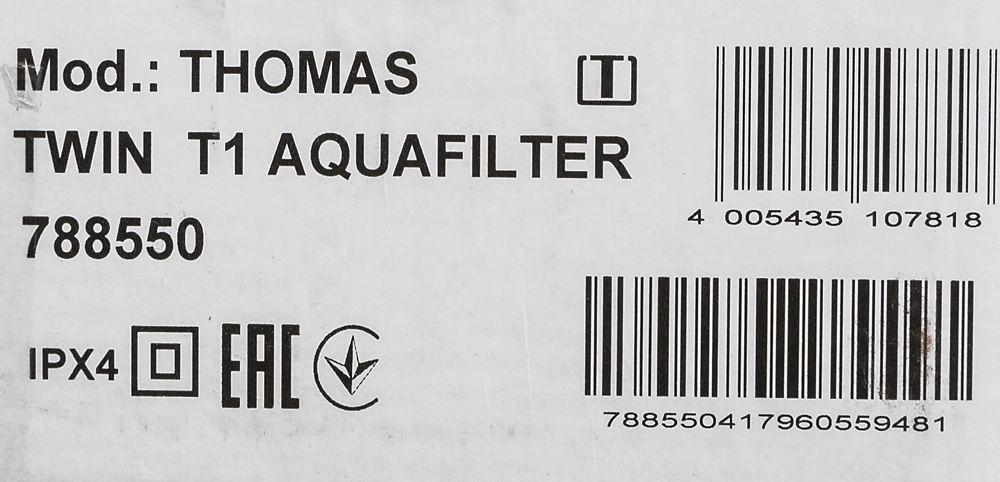 Mod.: THOMAS
T
TWIN T1 AQUAFILTER
788550
4 005435 107818
IPX4 EAC
788550417960559481